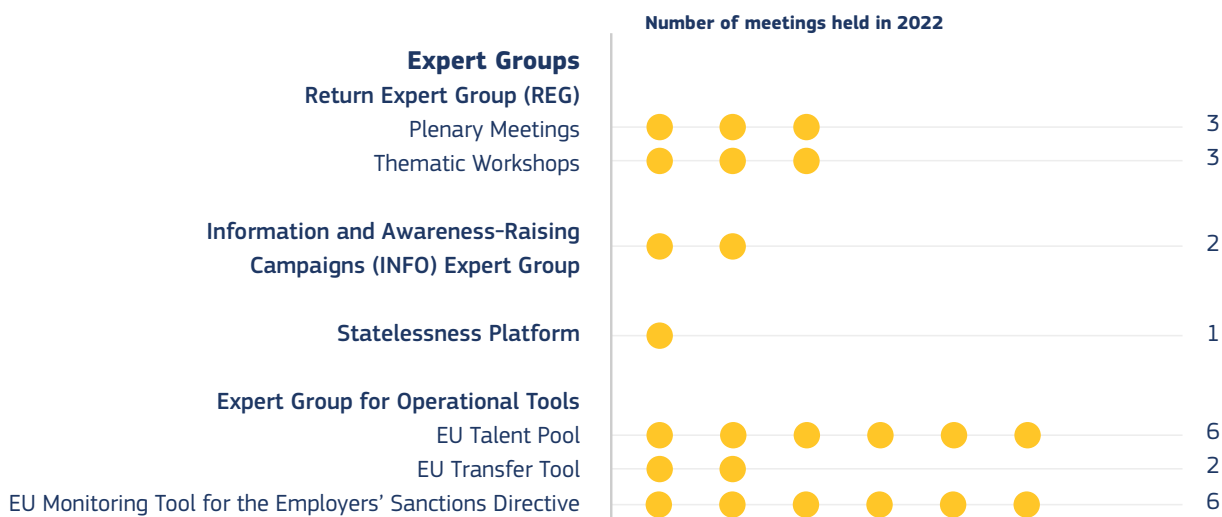 Number of meetings held in 2022
Expert Groups
Return Expert Group (REG)
Plenary Meetings 3
Thematic Workshops 3
Information and Awareness-Raising
Campaigns (INFO) Expert Group 2
Statelessness Platform 1
Expert Group for Operational Tools
EU Talent Pool 6
EU Transfer Tool 2
EU Monitoring Tool for the Employers’ Sanctions Directive 6